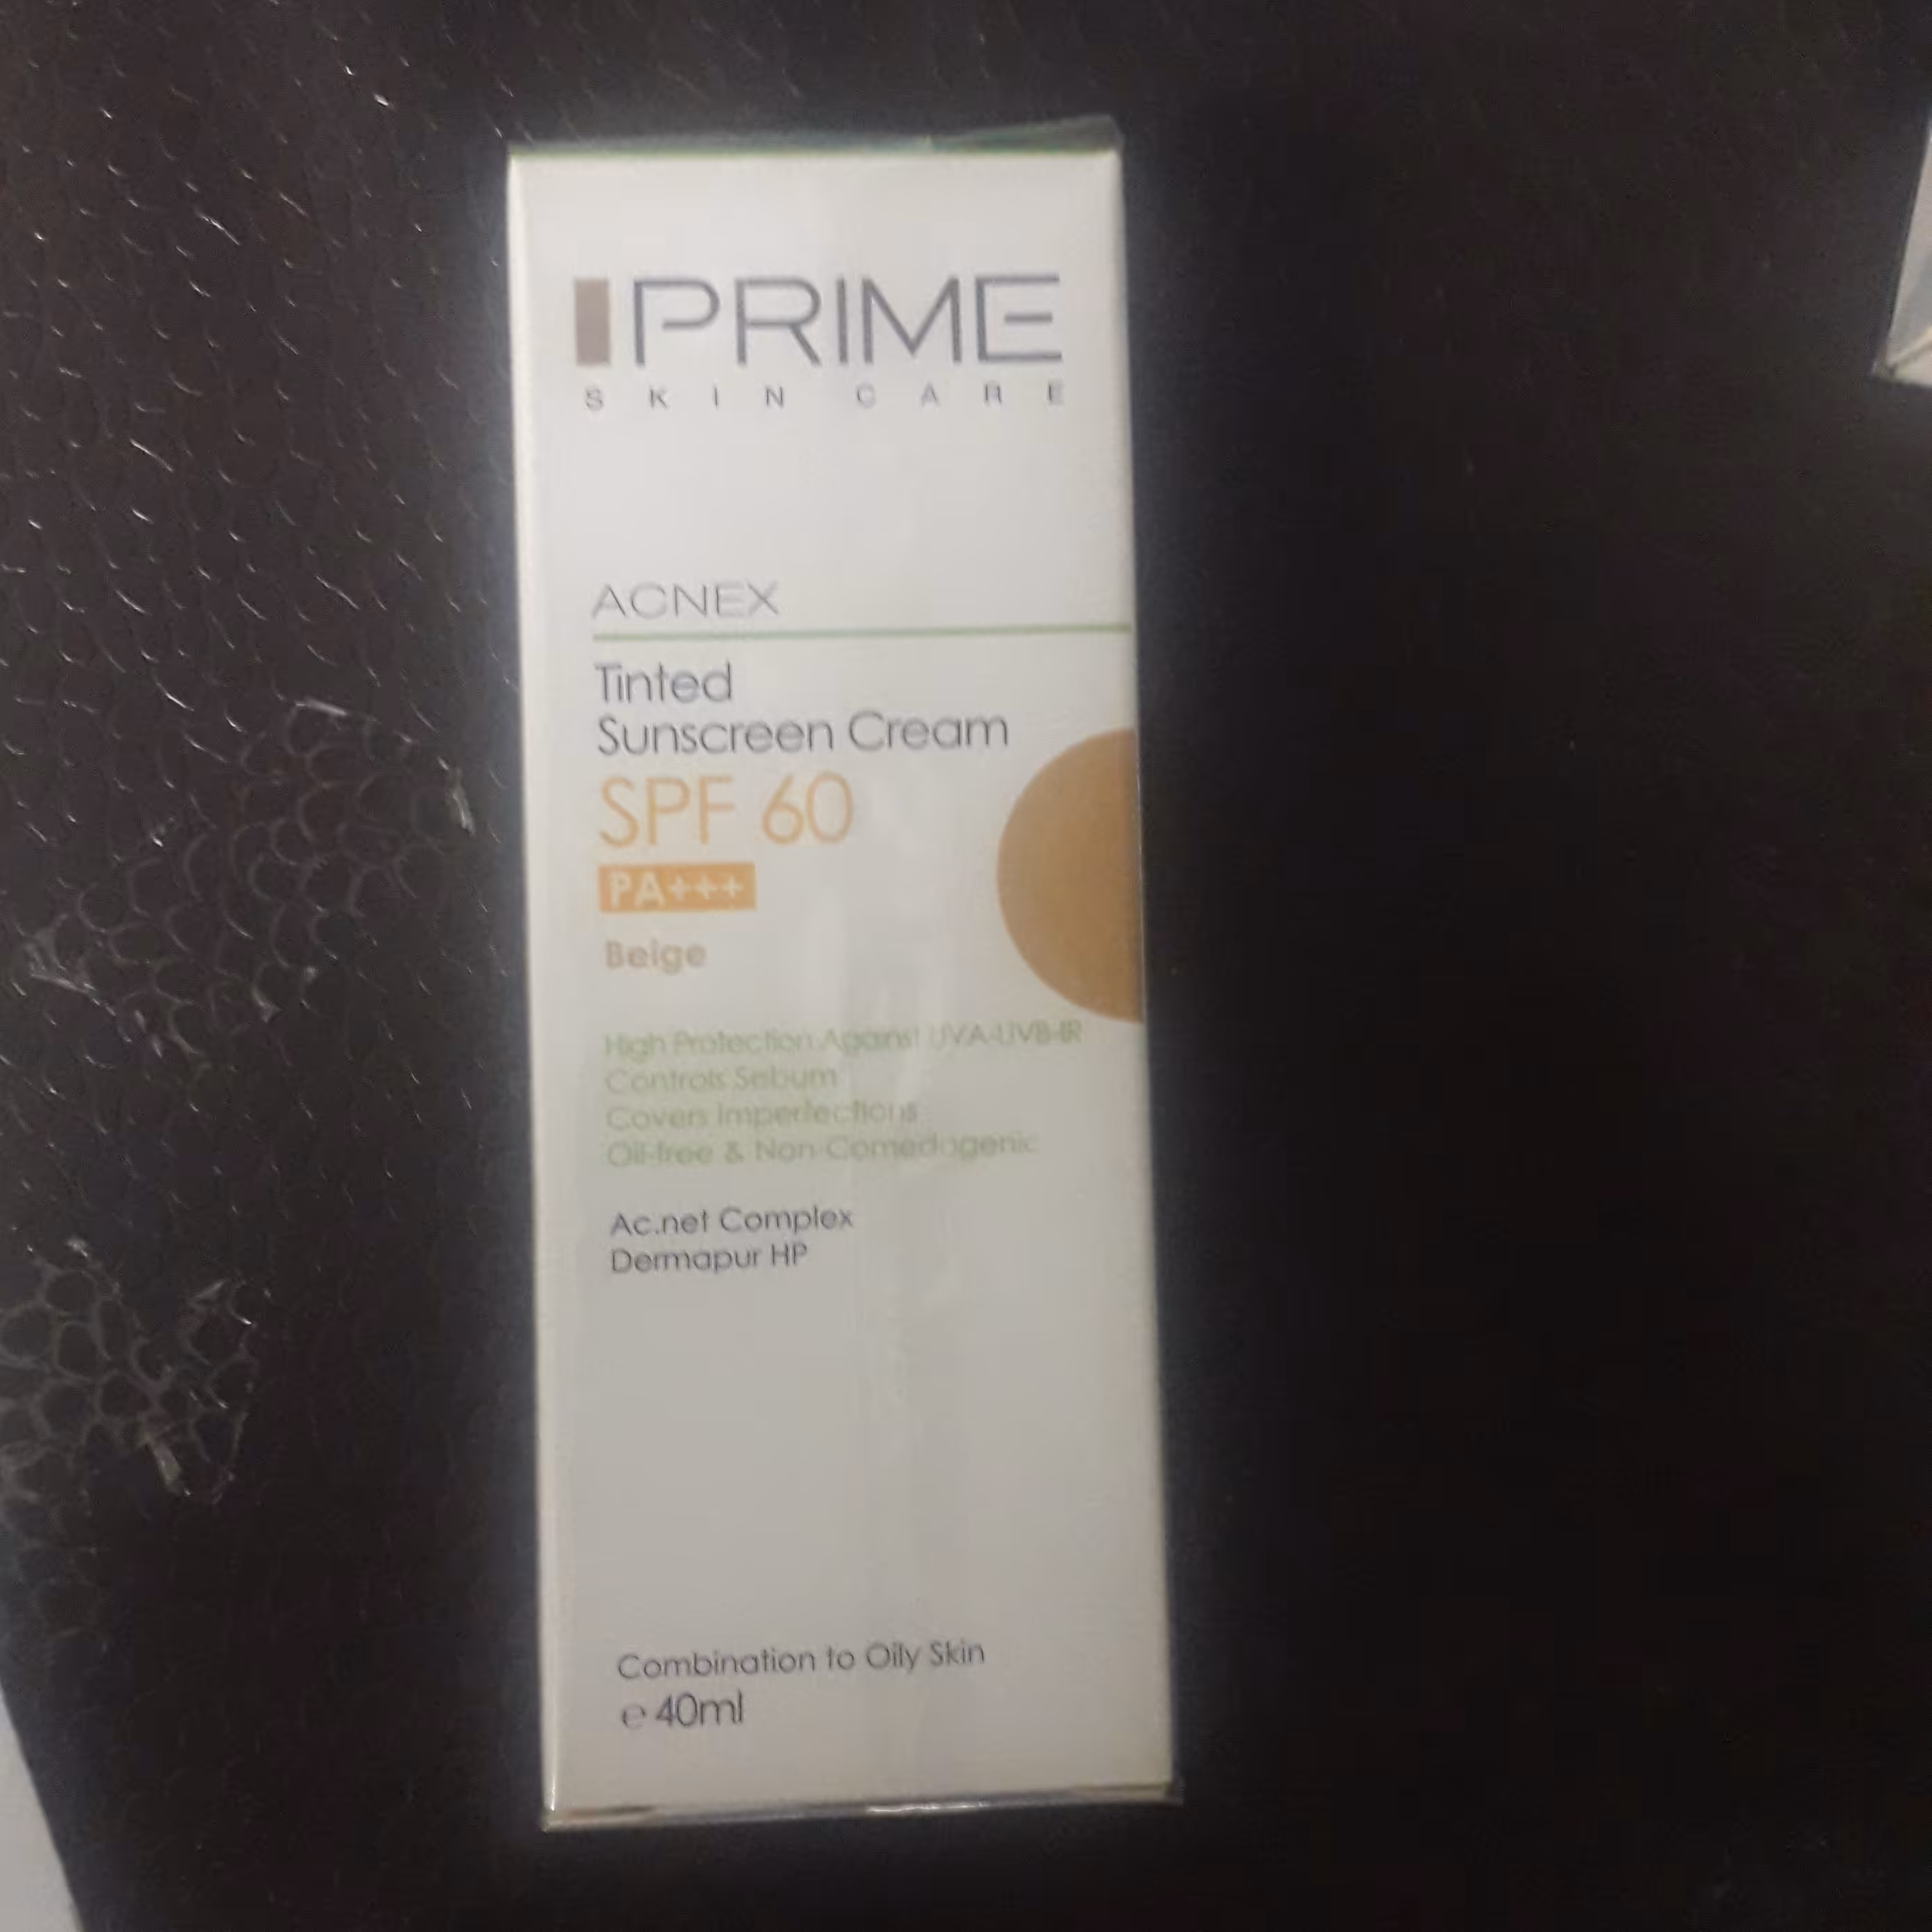 PRIME
SKIN CARE
ACNEX
Tinted
Sunscreen Cream
SPF 60
PA+++
Beige
High Protection Against UVA-UVB-IR
Controls Sebum
Covers Imperfections
Oil-free & Non-Comedogenic
Ac.net Complex
Dermapur HP
Combination to Oily Skin
℮ 40ml